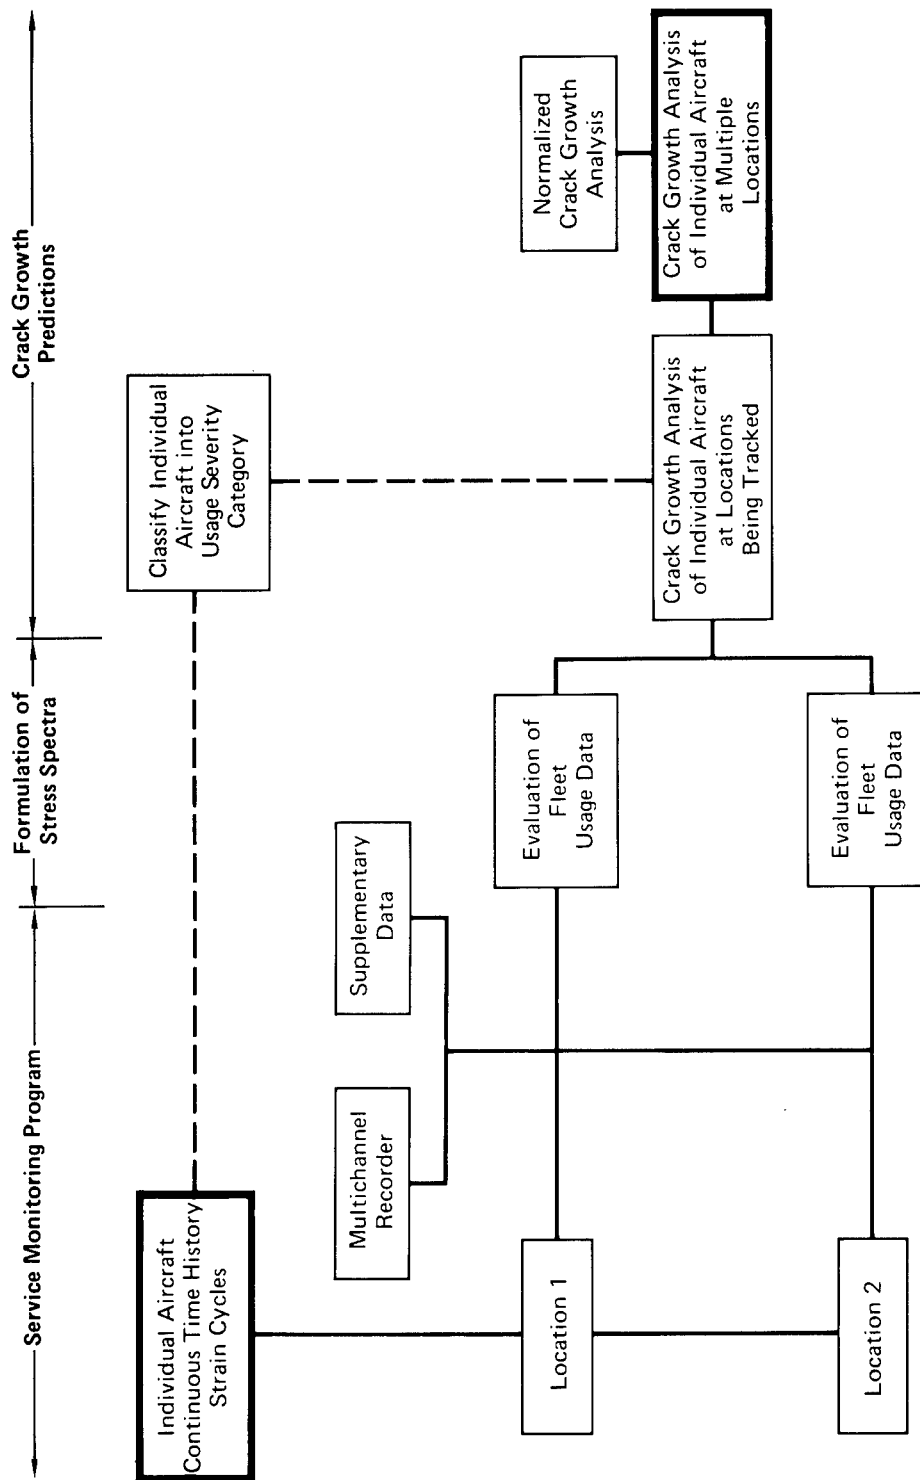 Service Monitoring Program
Formulation of
Stress Spectra
Crack Growth
Predictions
Individual Aircraft
Continuous Time History
Strain Cycles
Classify Individual
Aircraft into
Usage Severity
Category
Multichannel
Recorder
Supplementary
Data
Location 1
Evaluation of
Fleet
Usage Data
Normalized
Crack Growth
Analysis
Location 2
Evaluation of
Fleet
Usage Data
Crack Growth Analysis
of Individual Aircraft
at Locations
Being Tracked
Crack Growth Analysis
of Individual Aircraft
at Multiple
Locations